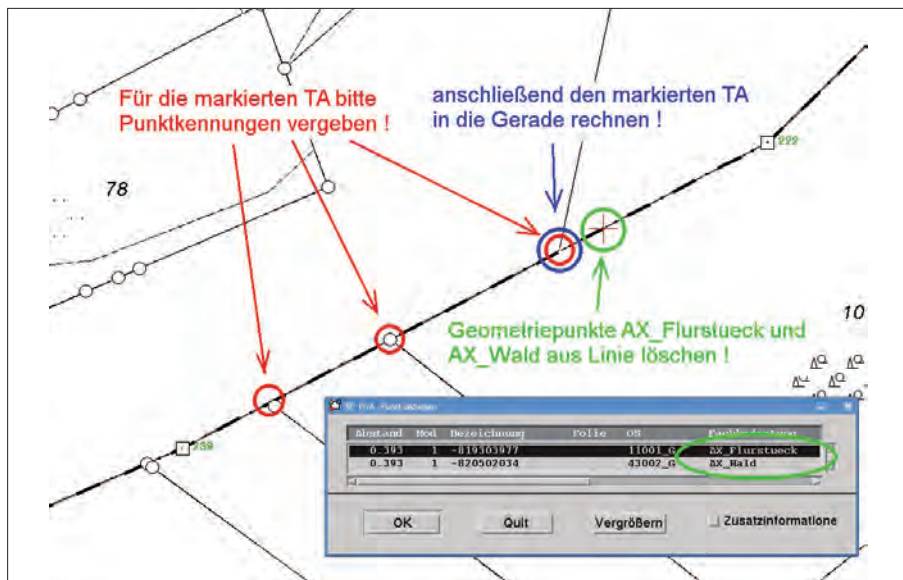 Für die markierten TA bitte
Punktkennungen vergeben !
anschließend den markierten TA
in die Gerade rechnen !
222
78
Geometriepunkte AX_Flurstueck und
AX_Wald aus Linie löschen !
10
239
Abstand Mod Bezeichnung Folie OS
0.393 1 -819303977 11001_G AX_Flurstueck
0.393 1 -820502034 43002_G AX_Wald
OK Quit Vergrößern Zusatzinformatione